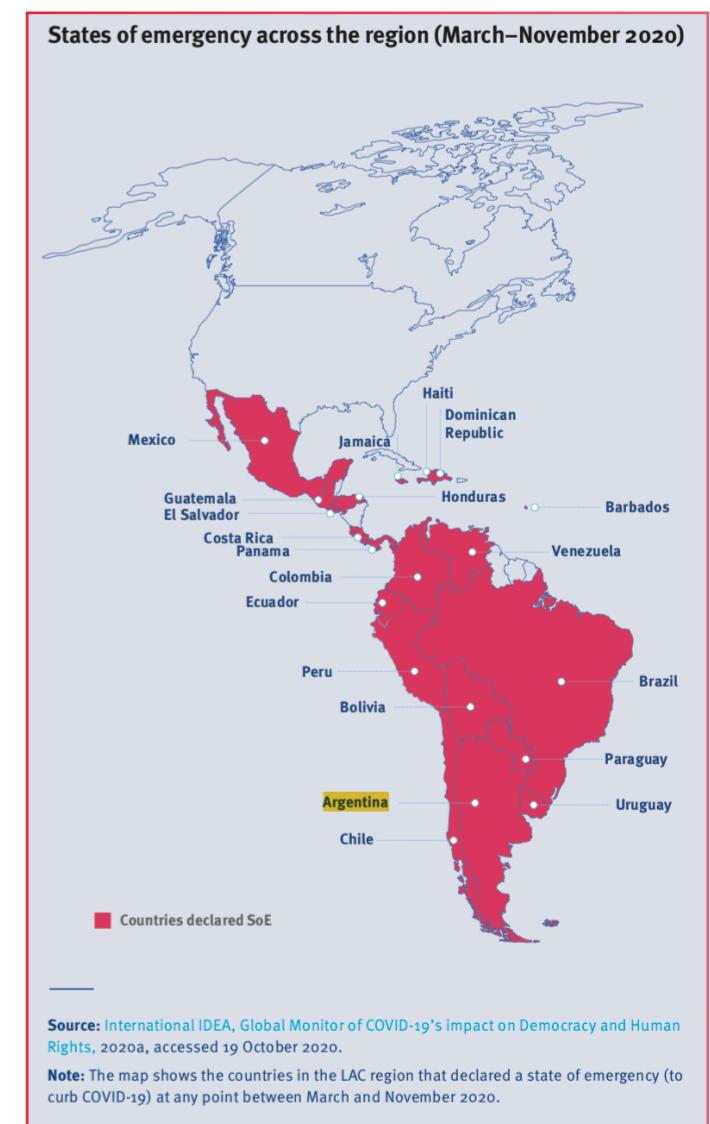 States of emergency across the region (March–November 2020)
Haiti
Dominican
Republic
Mexico
Jamaica
Guatemala
Honduras
El Salvador
Barbados
Costa Rica
Panama
Venezuela
Colombia
Ecuador
Peru
Brazil
Bolivia
Paraguay
Argentina
Uruguay
Chile
Countries declared SoE
Source: International IDEA, Global Monitor of COVID-19’s impact on Democracy and Human
Rights, 2020a, accessed 19 October 2020.
Note: The map shows the countries in the LAC region that declared a state of emergency (to
curb COVID-19) at any point between March and November 2020.